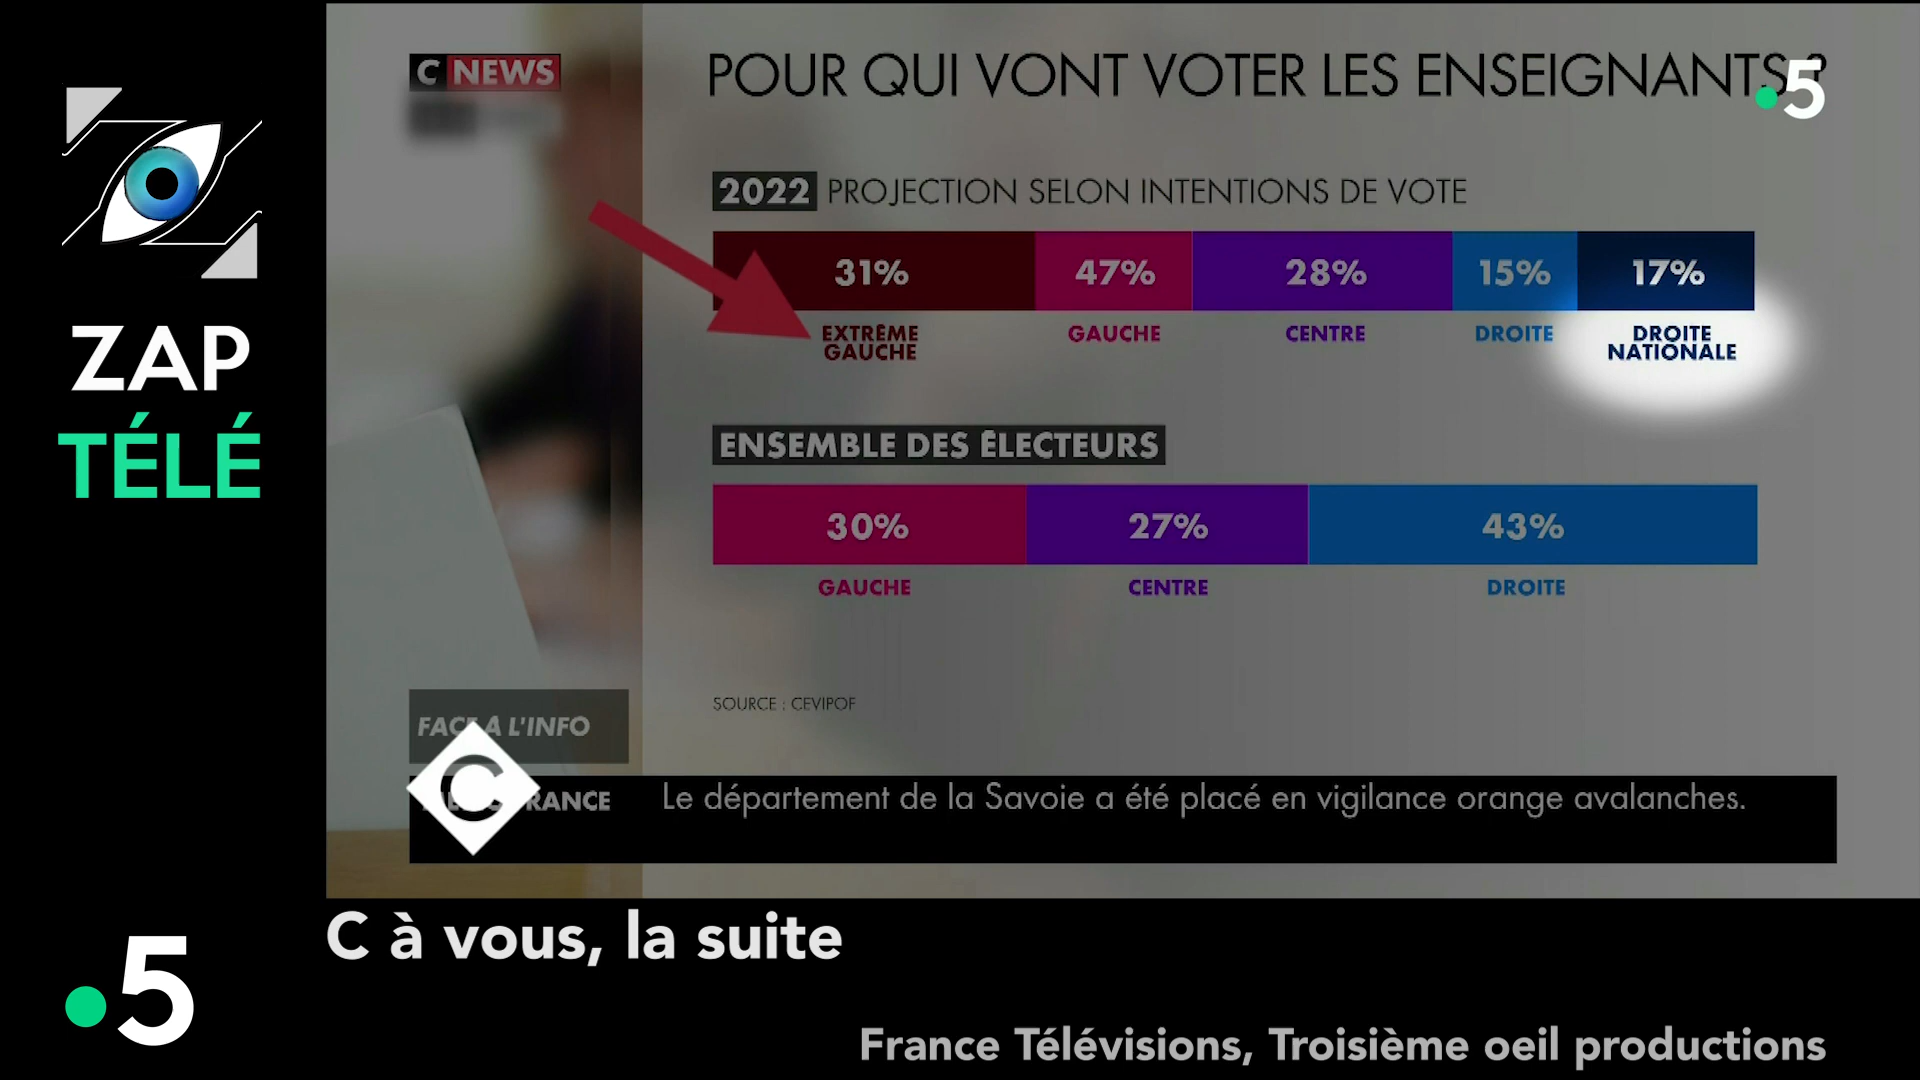 C NEWS
POUR QUI VONT VOTER LES ENSEIGNANTS ?
5
2022 PROJECTION SELON INTENTIONS DE VOTE
31% 47% 28% 15% 17%
EXTRÊME GAUCHE CENTRE DROITE DROITE
GAUCHE NATIONALE
ZAP
TÉLÉ
ENSEMBLE DES ÉLECTEURS
30% 27% 43%
GAUCHE CENTRE DROITE
SOURCE : CEVIPOF
FACE À L'INFO
C
RANCE Le département de la Savoie a été placé en vigilance orange avalanches.
C à vous, la suite
5
France Télévisions, Troisième oeil productions